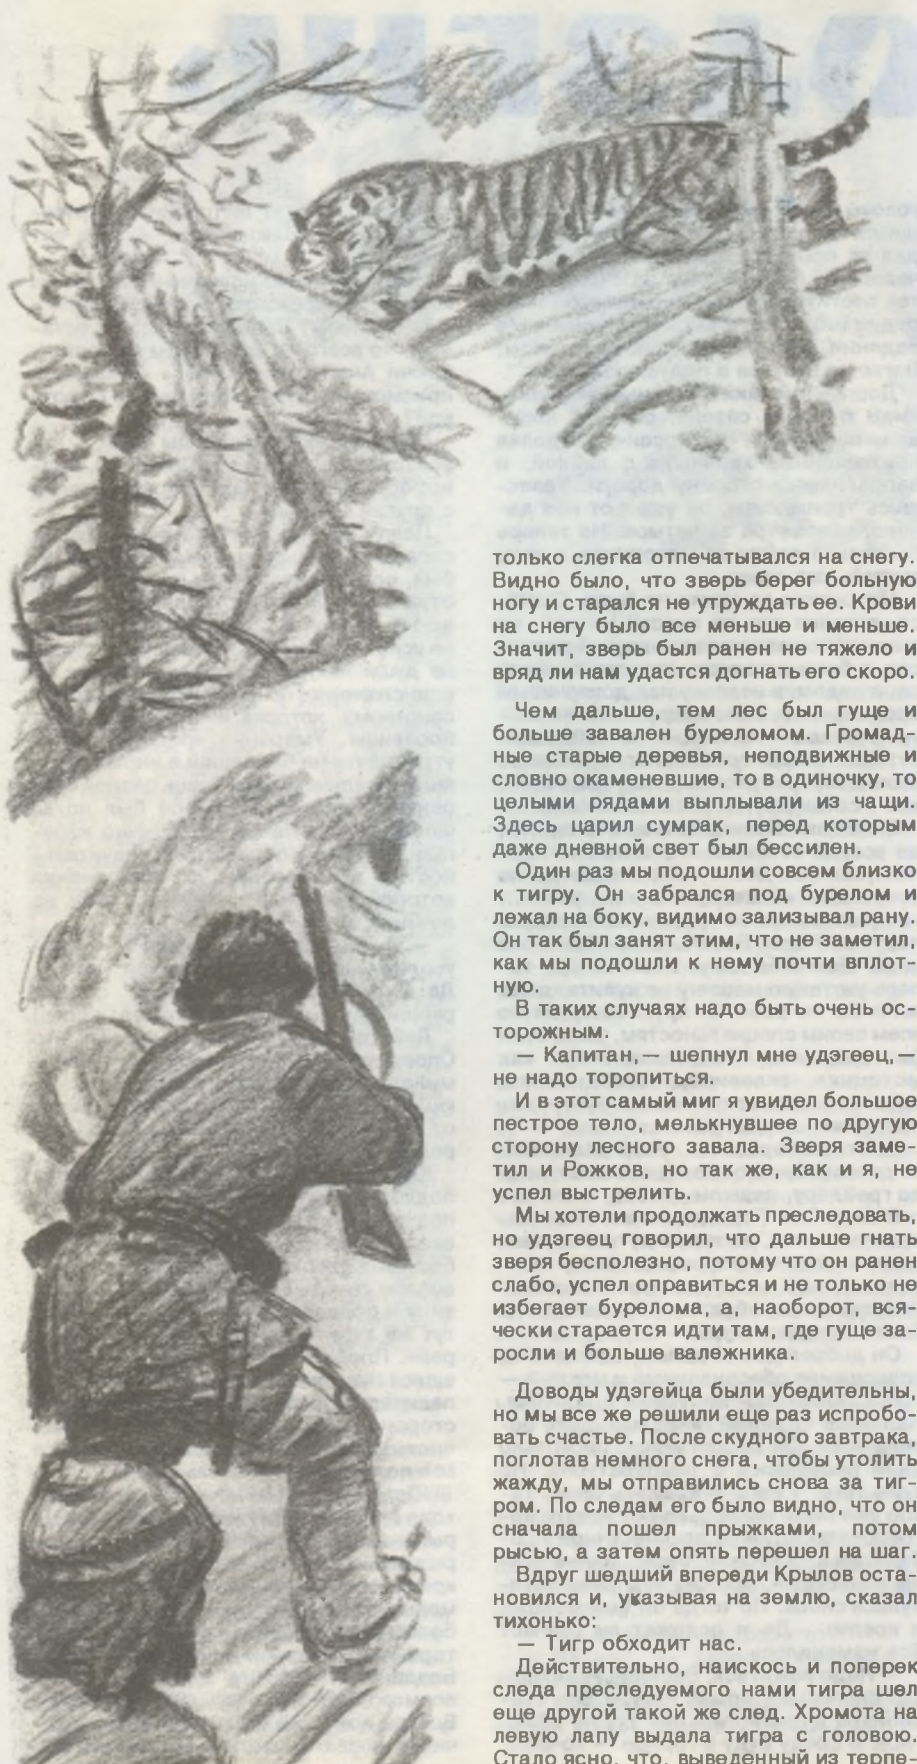 только слегка отпечатывался на снегу.
Видно было, что зверь берег больную
ногу и старался не утруждать ее. Крови
на снегу было все меньше и меньше.
Значит, зверь был ранен не тяжело и
вряд ли нам удастся догнать его скоро.
Чем дальше, тем лес был гуще и
больше завален буреломом. Громад-
ные старые деревья, неподвижные и
словно окаменевшие, то в одиночку, то
целыми рядами выплывали из чащи.
Здесь царил сумрак, перед которым
даже дневной свет был бессилен.
Один раз мы подошли совсем близко
к тигру. Он забрался под бурелом и
лежал на боку, видимо зализывал рану.
Он так был занят этим, что не заметил,
как мы подошли к нему почти вплот-
ную.
В таких случаях надо быть очень ос-
торожным.
— Капитан,— шепнул мне удэгеец,—
не надо торопиться.
И в этот самый миг я увидел большое
пестрое тело, мелькнувшее по другую
сторону лесного завала. Зверя заме-
тил и Рожков, но так же, как и я, не
успел выстрелить.
Мы хотели продолжать преследовать,
но удэгеец говорил, что дальше гнать
зверя бесполезно, потому что он ранен
слабо, успел оправиться и не только не
избегает бурелома, а, наоборот, вся-
чески старается идти там, где гуще за-
росли и больше валежника.
Доводы удэгейца были убедительны,
но мы все же решили еще раз испробо-
вать счастье. После скудного завтрака,
поглотав немного снега, чтобы утолить
жажду, мы отправились снова за тиг-
ром. По следам его было видно, что он
сначала пошел прыжками, потом
рысью, а затем опять перешел на шаг.
Вдруг шедший впереди Крылов оста-
новился и, указывая на землю, сказал
тихонько:
— Тигр обходит нас.
Действительно, наискось и поперек
следа преследуемого нами тигра шел
еще другой такой же след. Хромота на
левую лапу выдала тигра с головою.
Стало ясно, что, выведенный из терпе-